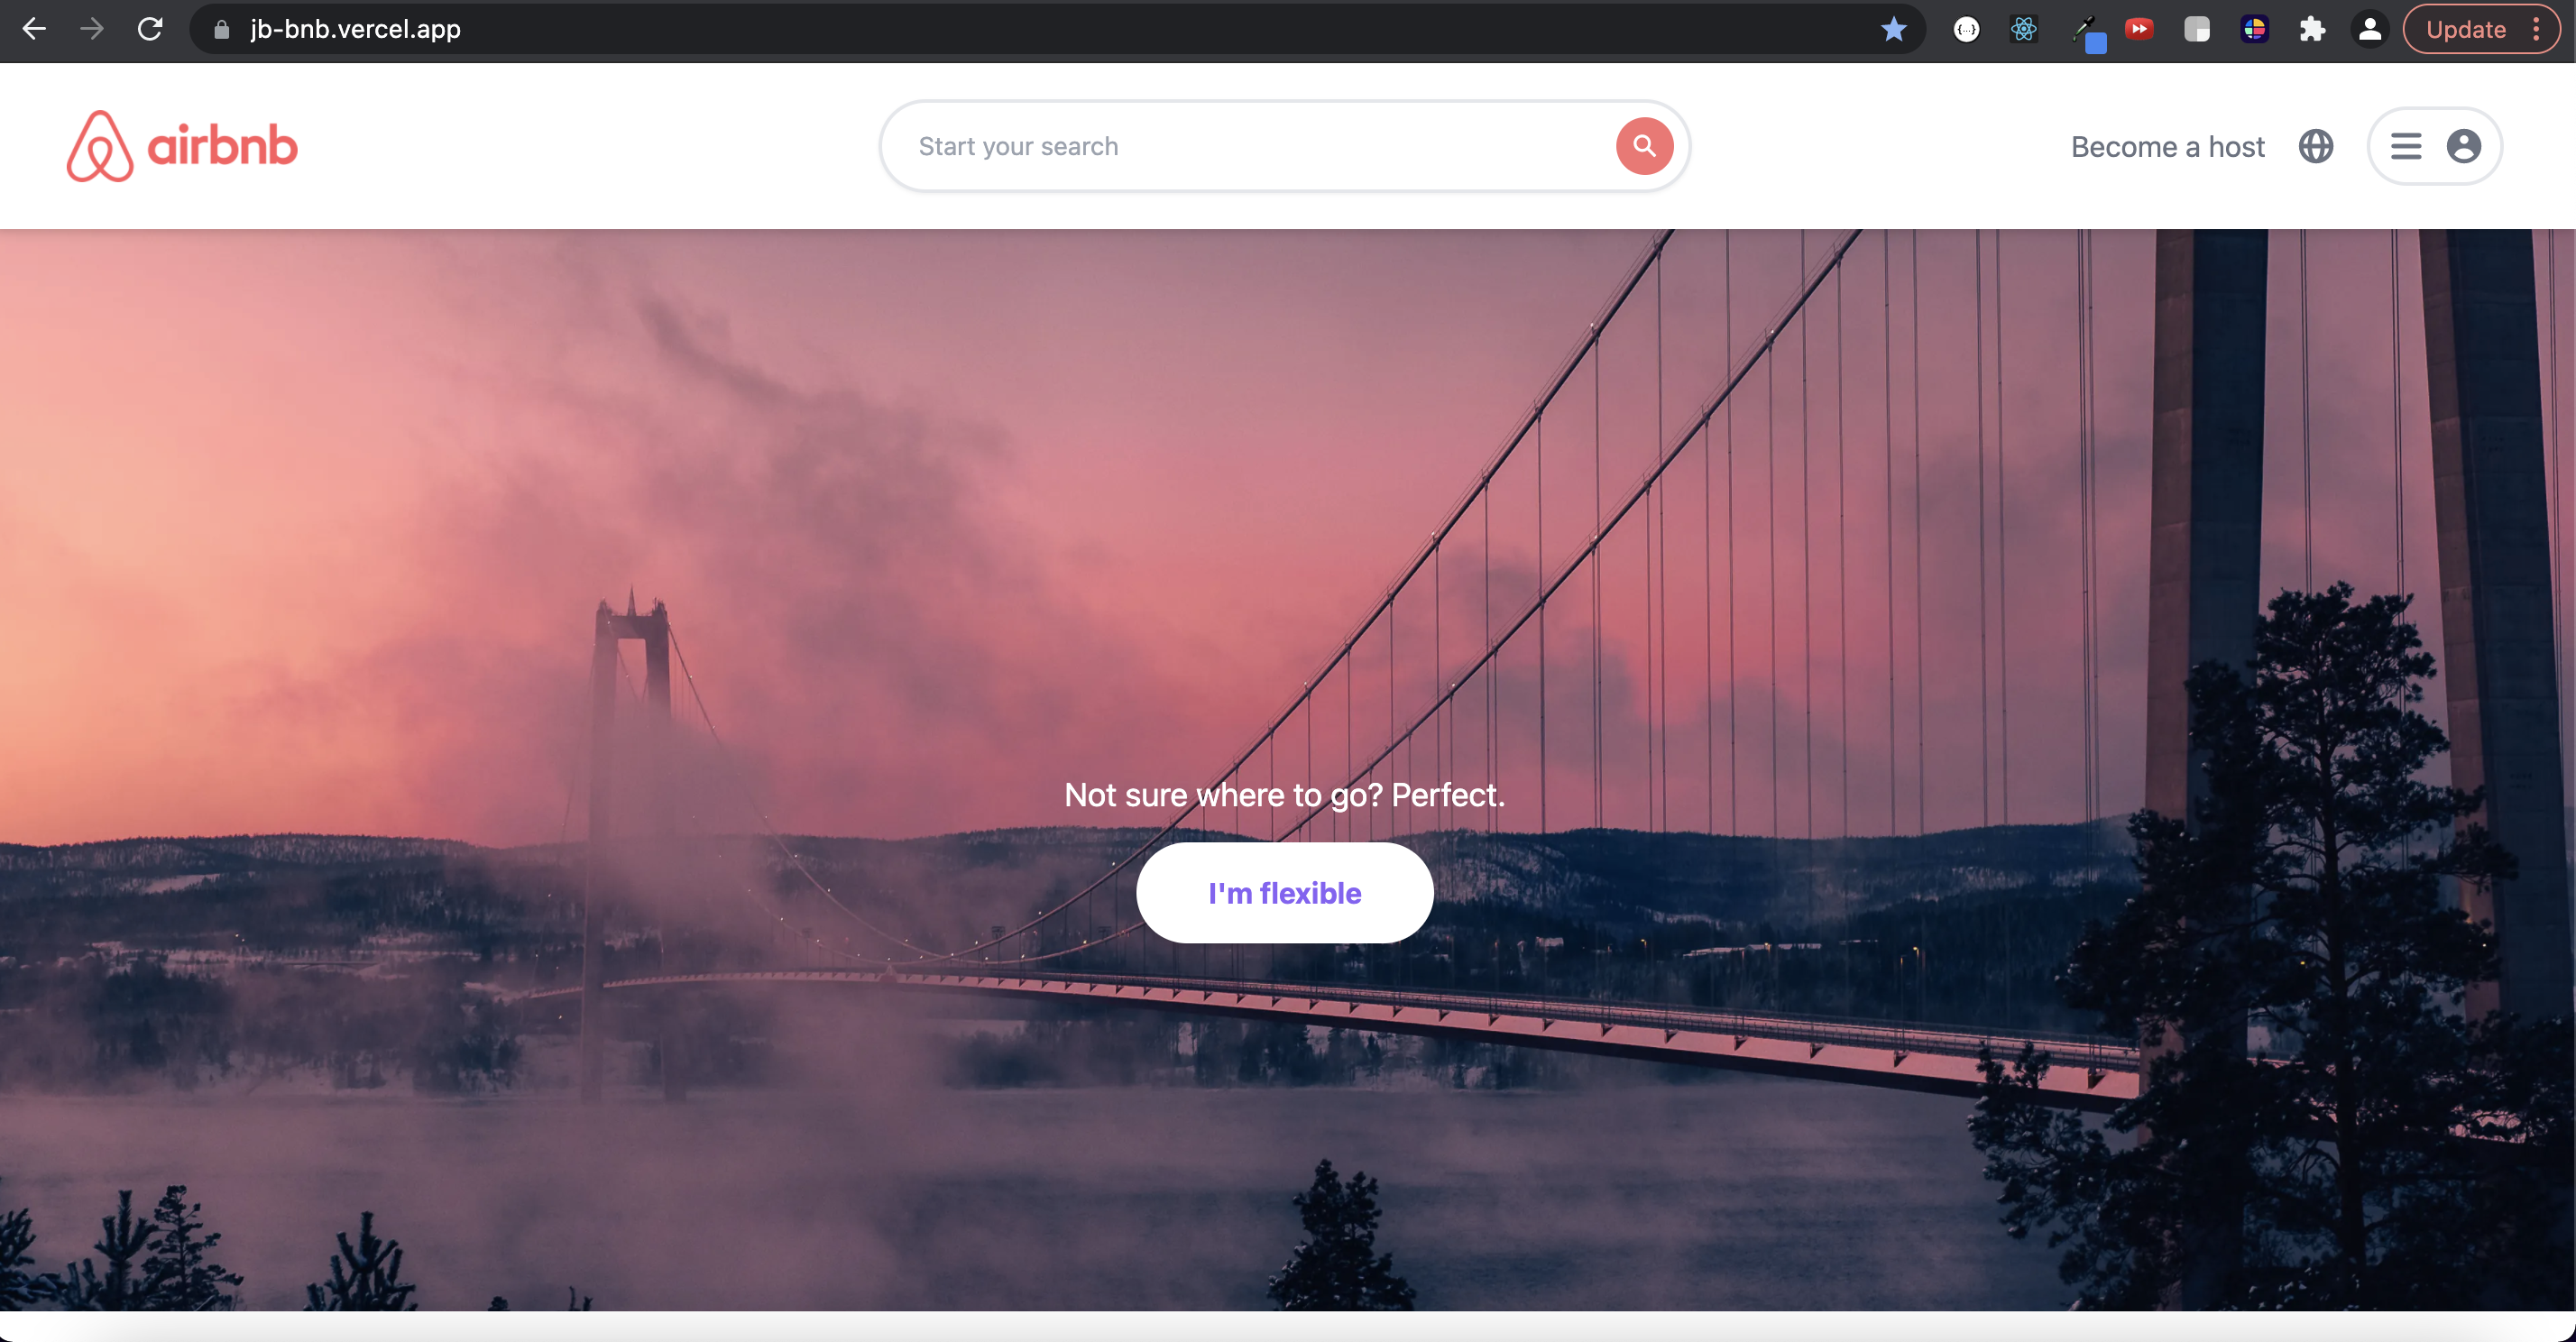 jb-bnb.vercel.app
Update
airbnb
Start your search
Become a host
Not sure where to go? Perfect.
I'm flexible